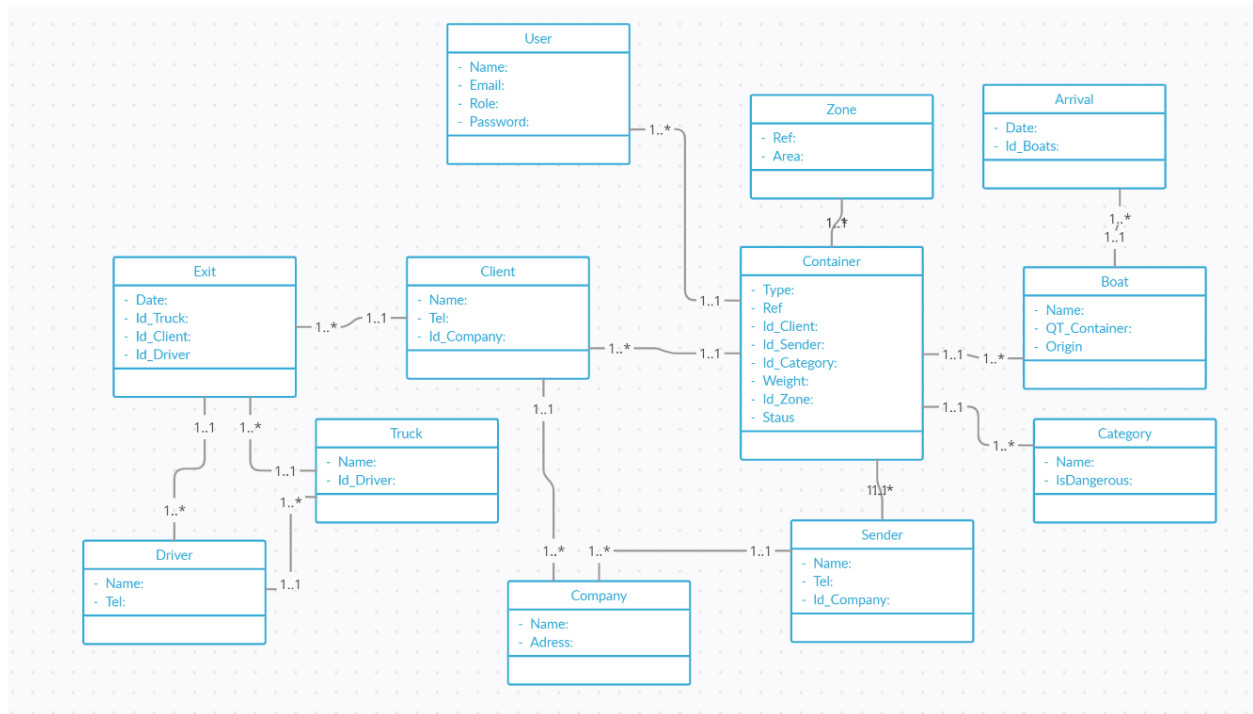 User
- Name:
- Email:
- Role:
- Password:
1..*
1..1
Zone
- Ref:
- Area:
Arrival
- Date:
- Id_Boats:
1..*
1..1
Exit
- Date:
- Id_Truck:
- Id_Client:
- Id_Driver
1..*
1..1
Client
- Name:
- Tel:
- Id_Company:
1..*
1..1
Container
- Type:
- Ref
- Id_Client:
- Id_Sender:
- Id_Category:
- Weight:
- Id_Zone:
- Staus
1..1
1..*
Boat
- Name:
- QT_Container:
- Origin
1..1
1..*
Category
- Name:
- IsDangerous:
1..1
1..*
1..*
1..1
Truck
- Name:
- Id_Driver:
1..*
1..1
Driver
- Name:
- Tel:
1..1
1..*
1..*
1..1
Company
- Name:
- Adress:
Sender
- Name:
- Tel:
- Id_Company: